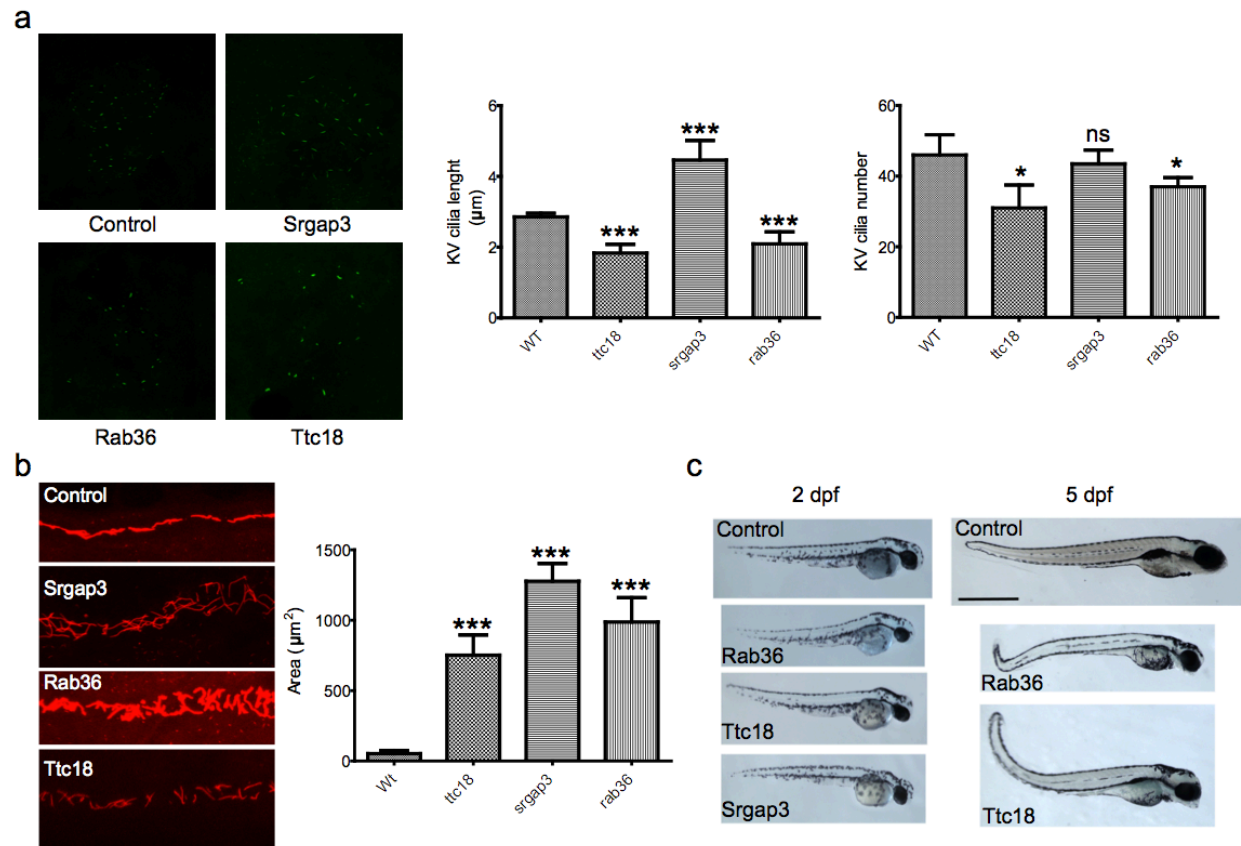 a
Control
Srgap3
Rab36
Ttc18
KV cilia lenght
(µm)
6
4
2
0
***
***
***
WT
ttc18
srgap3
rab36
KV cilia number
60
40
20
0
*
ns
*
WT
ttc18
srgap3
rab36
b
Control
Srgap3
Rab36
Ttc18
Area (µm²)
1500
1000
500
0
***
***
***
Wt
ttc18
srgap3
rab36
c
2 dpf
5 dpf
Control
Rab36
Ttc18
Srgap3
Control
Rab36
Ttc18